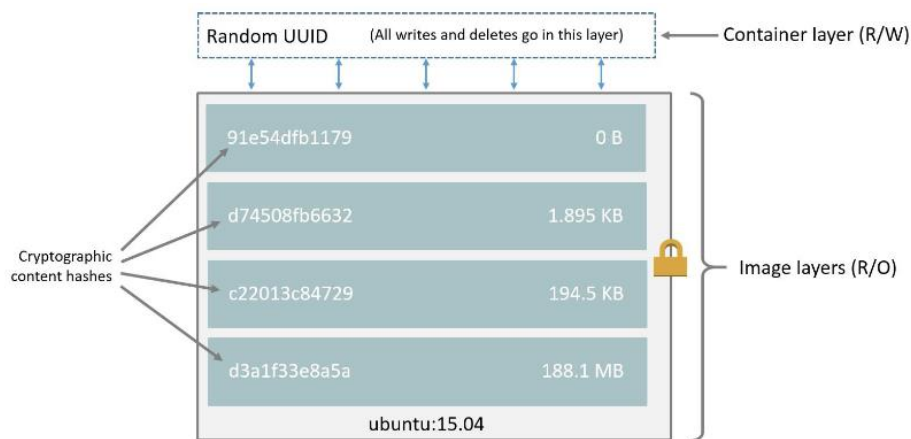 Random UUID (All writes and deletes go in this layer)
Container layer (R/W)
91e54dfb1179 0 B
d74508fb6632 1.895 KB
Cryptographic
content hashes
c22013c84729 194.5 KB
Image layers (R/O)
d3a1f33e8a5a 188.1 MB
ubuntu:15.04